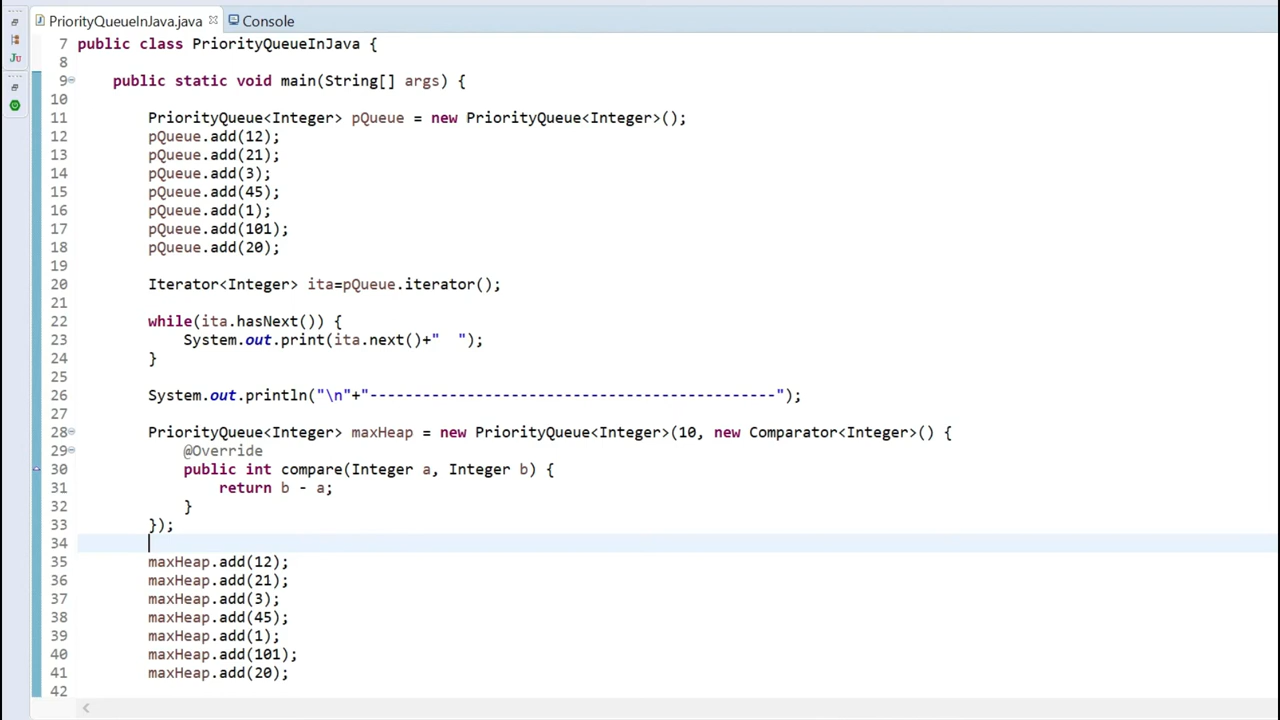 PriorityQueueInJava.java Console
7 public class PriorityQueueInJava {
8
9 public static void main(String[] args) {
10
11 PriorityQueue<Integer> pQueue = new PriorityQueue<Integer>();
12 pQueue.add(12);
13 pQueue.add(21);
14 pQueue.add(3);
15 pQueue.add(45);
16 pQueue.add(1);
17 pQueue.add(101);
18 pQueue.add(20);
19
20 Iterator<Integer> ita=pQueue.iterator();
21
22 while(ita.hasNext()) {
23 System.out.print(ita.next()+"  ");
24 }
25
26 System.out.println("\n"+"----------------------------------------------");
27
28 PriorityQueue<Integer> maxHeap = new PriorityQueue<Integer>(10, new Comparator<Integer>() {
29 @Override
30 public int compare(Integer a, Integer b) {
31 return b - a;
32 }
33 });
34
35 maxHeap.add(12);
36 maxHeap.add(21);
37 maxHeap.add(3);
38 maxHeap.add(45);
39 maxHeap.add(1);
40 maxHeap.add(101);
41 maxHeap.add(20);
42